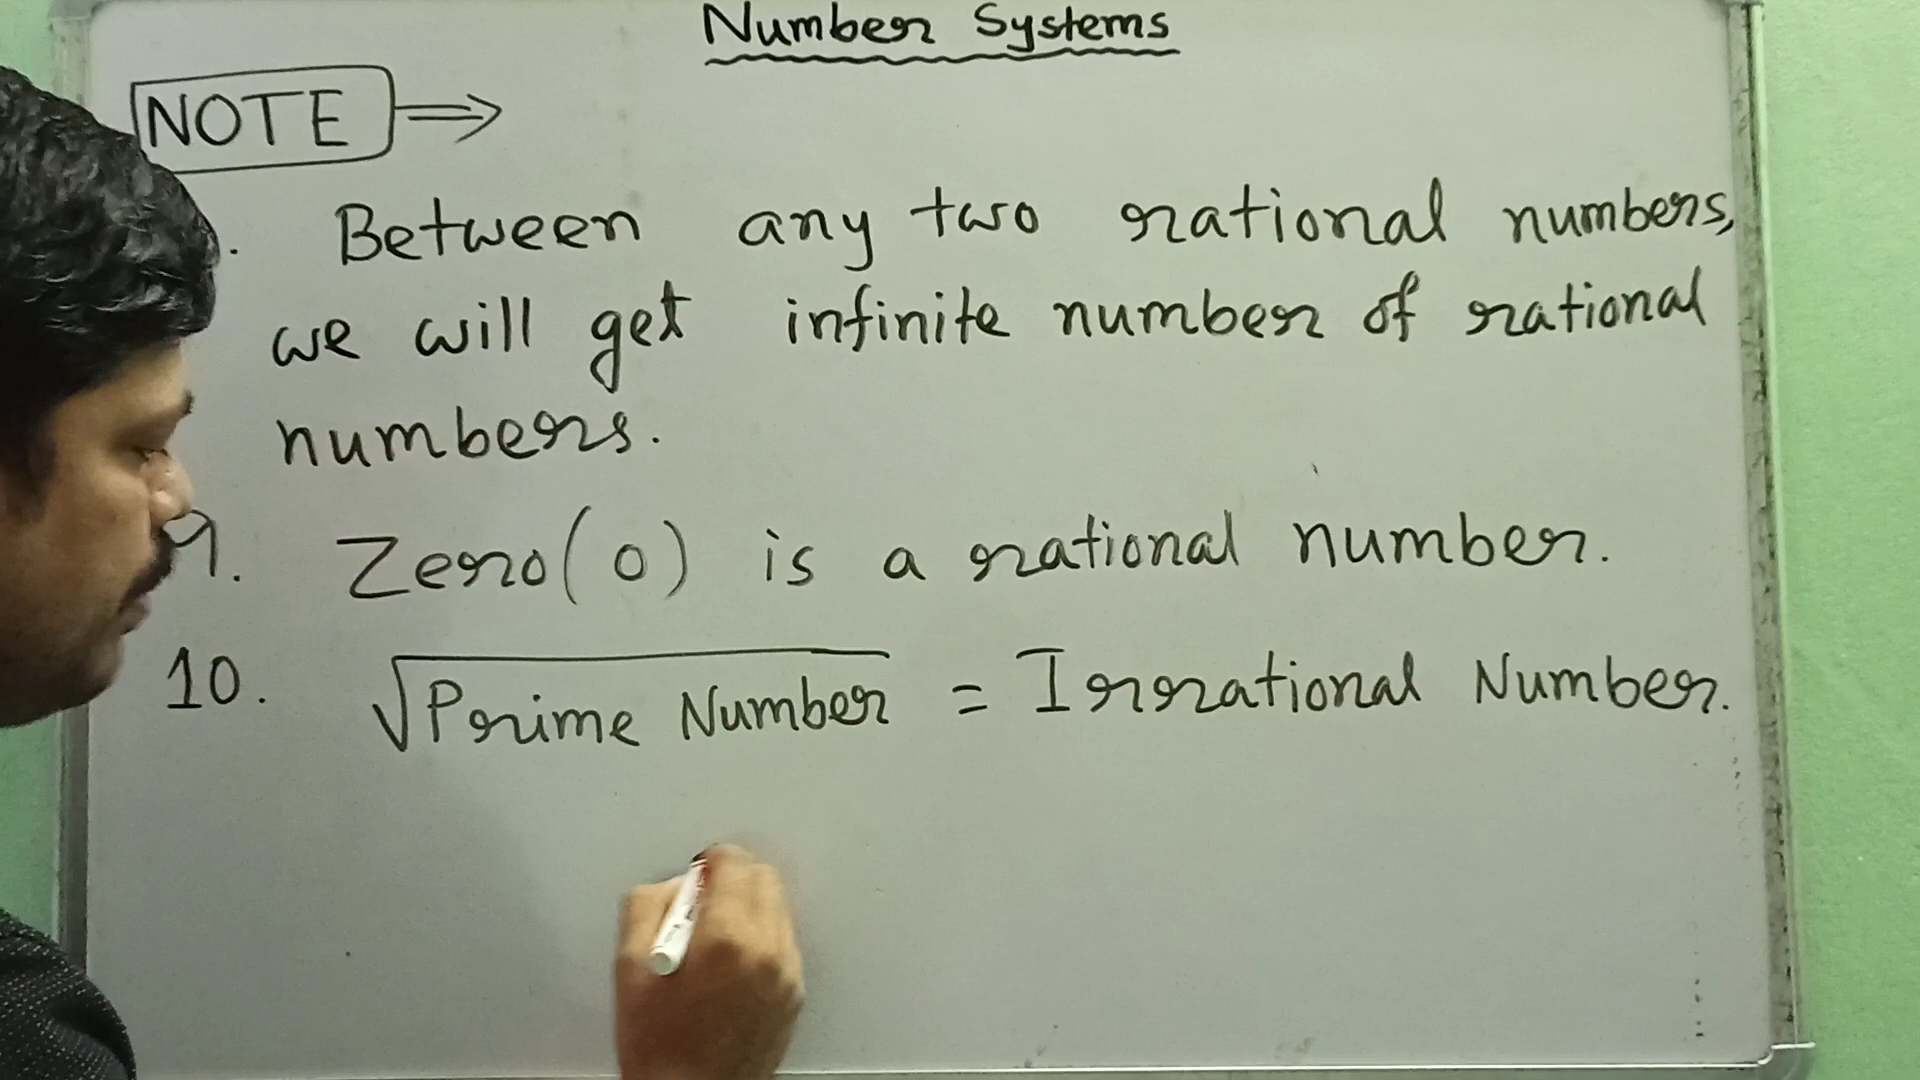 Number Systems
NOTE ⇒
. Between any two rational numbers,
we will get infinite number of rational
numbers.
9. Zero(0) is a rational number.
10. √Prime Number = Irrational Number.